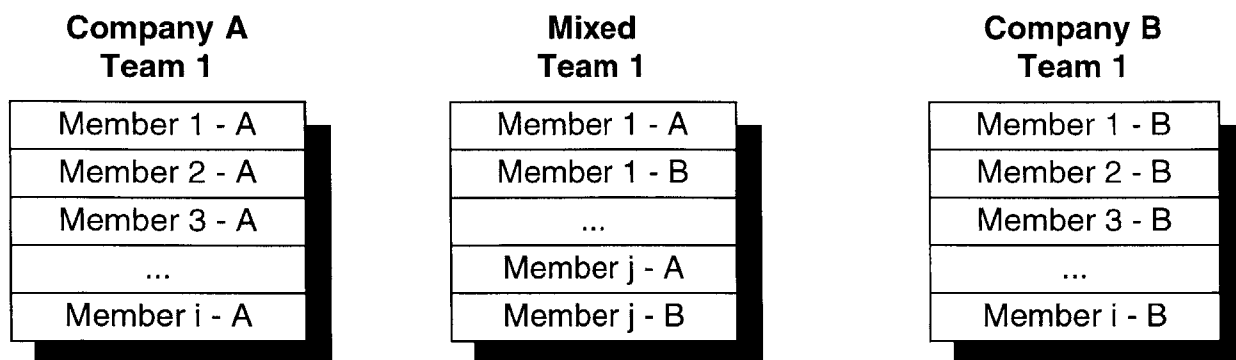 Company A
Team 1
Member 1 - A
Member 2 - A
Member 3 - A
...
Member i - A
Mixed
Team 1
Member 1 - A
Member 1 - B
...
Member j - A
Member j - B
Company B
Team 1
Member 1 - B
Member 2 - B
Member 3 - B
...
Member i - B